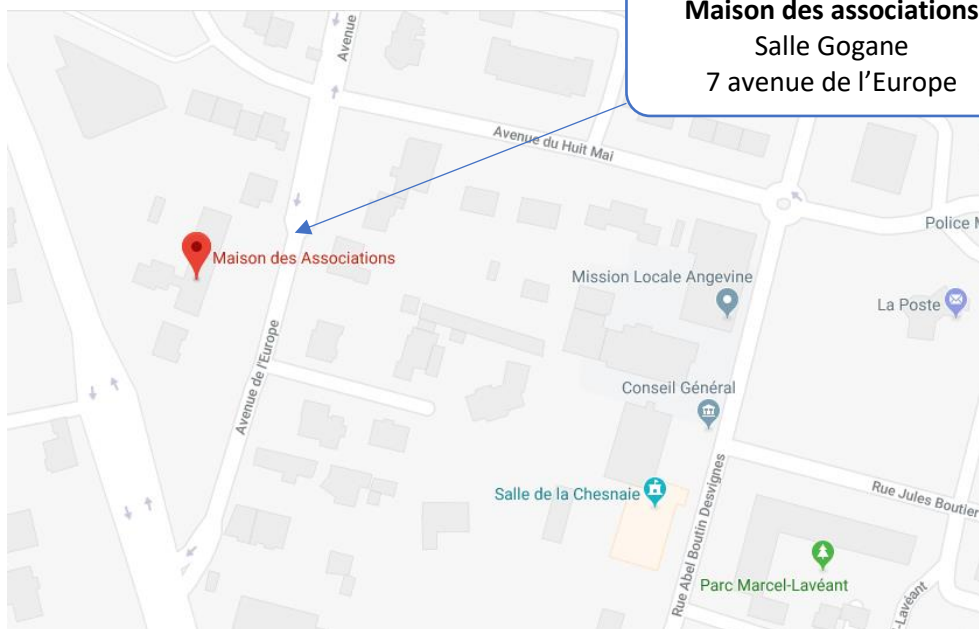 Maison des associations
Salle Gogane
7 avenue de l’Europe
Avenue
Avenue du Huit Mai
Police M
Maison des Associations
Mission Locale Angevine
La Poste
Avenue de l'Europe
Conseil Général
Salle de la Chesnaie
Rue Abel Boutin Desvignes
Rue Jules Boutier
Parc Marcel-Lavéant
-Lavéant